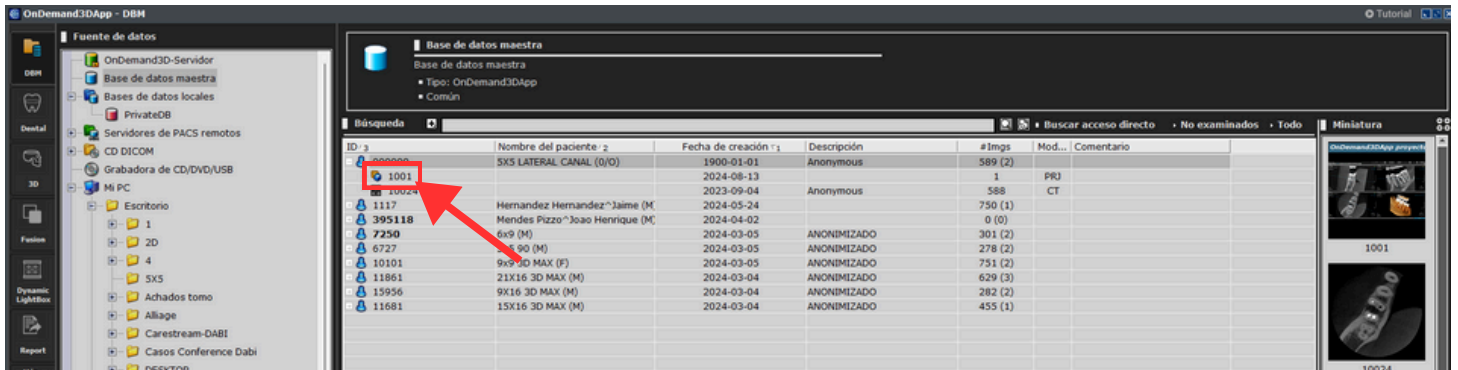 OnDemand3DApp - DBM
Tutorial
DBM
Dental
3D
Fusion
Dynamic
LightBox
Report
Fuente de datos
OnDemand3D-Servidor
Base de datos maestra
Bases de datos locales
PrivateDB
Servidores de PACS remotos
CD DICOM
Grabadora de CD/DVD/USB
Mi PC
Escritorio
1
2D
4
5X5
Achados tomo
Alliage
Carestream-DABI
Casos Conference Dabi
DESKTOP
Base de datos maestra
Base de datos maestra
▪ Tipo: OnDemand3DApp
▪ Común
Búsqueda
Buscar acceso directo › No examinados › Todo
ID 3 Nombre del paciente 2 Fecha de creación 1 Descripción #Imgs Mod... Comentario
5X5 LATERAL CANAL (0/O) 1900-01-01 Anonymous 589 (2)
1001 2024-08-13 1 PRJ
10024 2023-09-04 Anonymous 588 CT
1117 Hernandez Hernandez^Jaime (M 2024-05-24 750 (1)
395118 Mendes Pizzo^Joao Henrique (M 2024-04-02 0 (0)
7250 6x9 (M) 2024-03-05 ANONIMIZADO 301 (2)
6727 90 (M) 2024-03-05 ANONIMIZADO 278 (2)
10101 9x9 3D MAX (F) 2024-03-05 ANONIMIZADO 751 (2)
11861 21X16 3D MAX (M) 2024-03-04 ANONIMIZADO 629 (3)
15956 9X16 3D MAX (M) 2024-03-04 ANONIMIZADO 282 (2)
11681 15X16 3D MAX (M) 2024-03-04 ANONIMIZADO 455 (1)
Miniatura
OnDemand3DApp proyecto
1001
10024